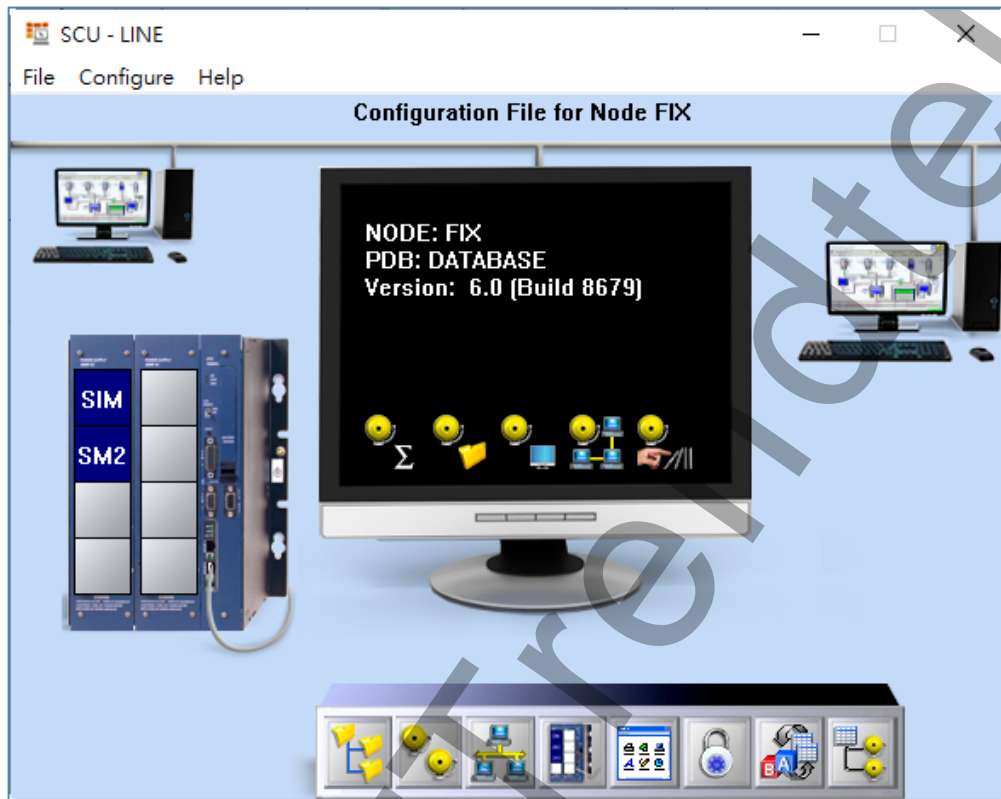 SCU - LINE
File Configure Help
Configuration File for Node FIX
NODE: FIX
PDB: DATABASE
Version: 6.0 (Build 8679)
SIM
SM2
Σ
iTrendte